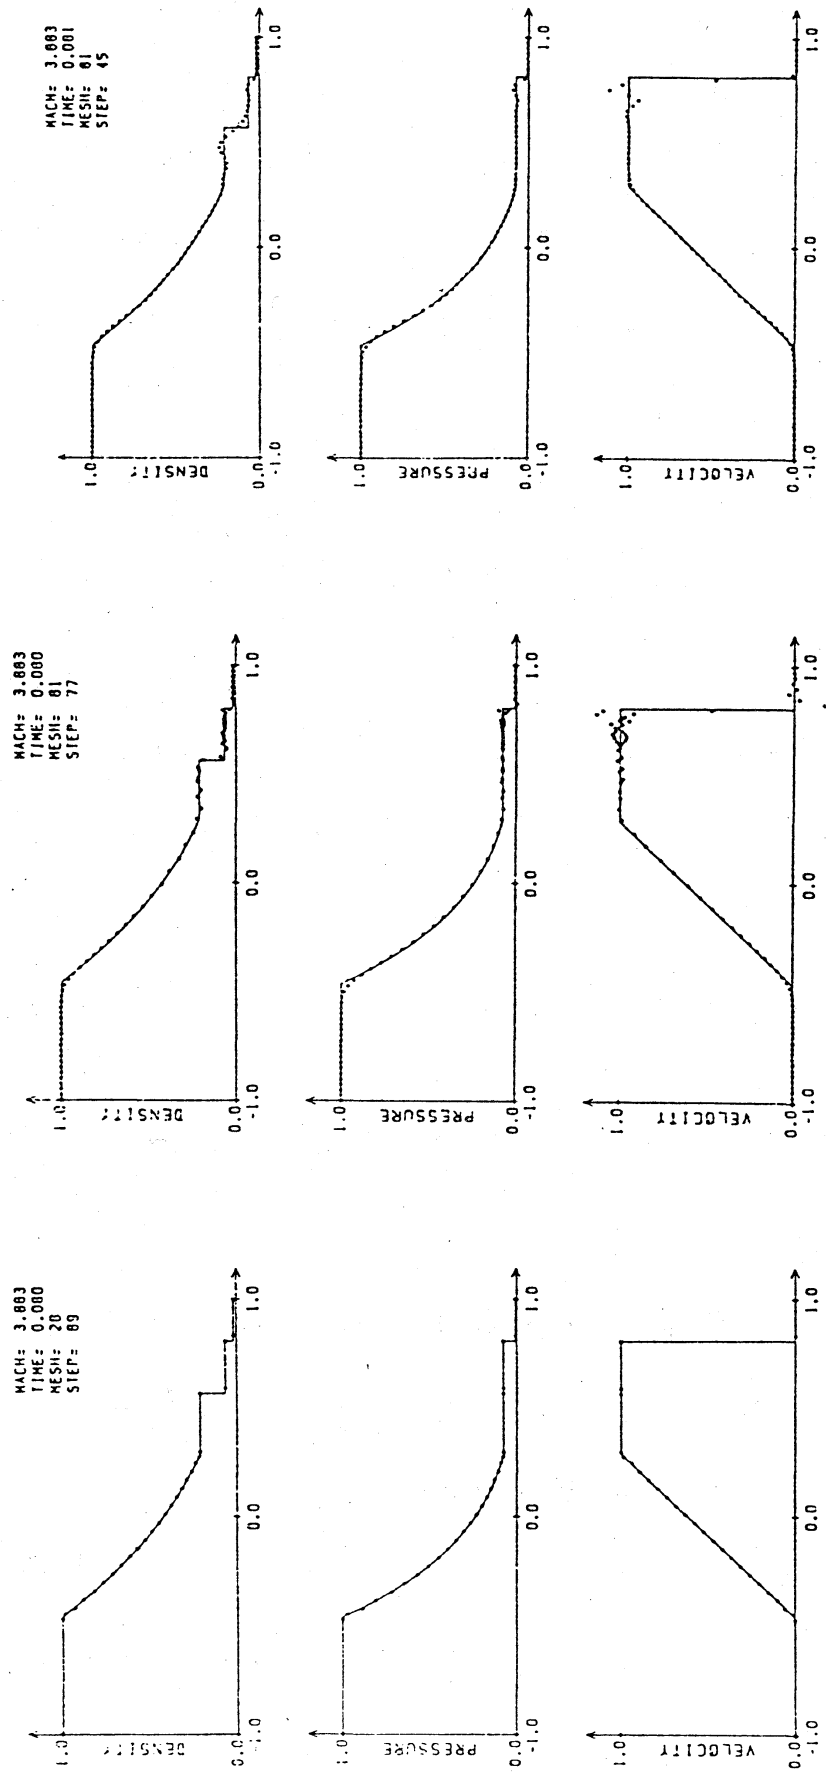 MACH= 3.883
TIME= 0.000
MESH= 20
STEP= 89
1.0
DENSITY
0.0
-1.0 0.0 1.0
1.0
PRESSURE
0.0
-1.0 0.0 1.0
1.0
VELOCITY
0.0
-1.0 0.0 1.0
MACH= 3.883
TIME= 0.000
MESH= 81
STEP= 77
1.0
DENSITY
0.0
-1.0 0.0 1.0
1.0
PRESSURE
0.0
-1.0 0.0 1.0
1.0
VELOCITY
0.0
-1.0 0.0 1.0
MACH= 3.883
TIME= 0.001
MESH= 81
STEP= 45
1.0
DENSITY
0.0
-1.0 0.0 1.0
1.0
PRESSURE
0.0
-1.0 0.0 1.0
1.0
VELOCITY
0.0
-1.0 0.0 1.0